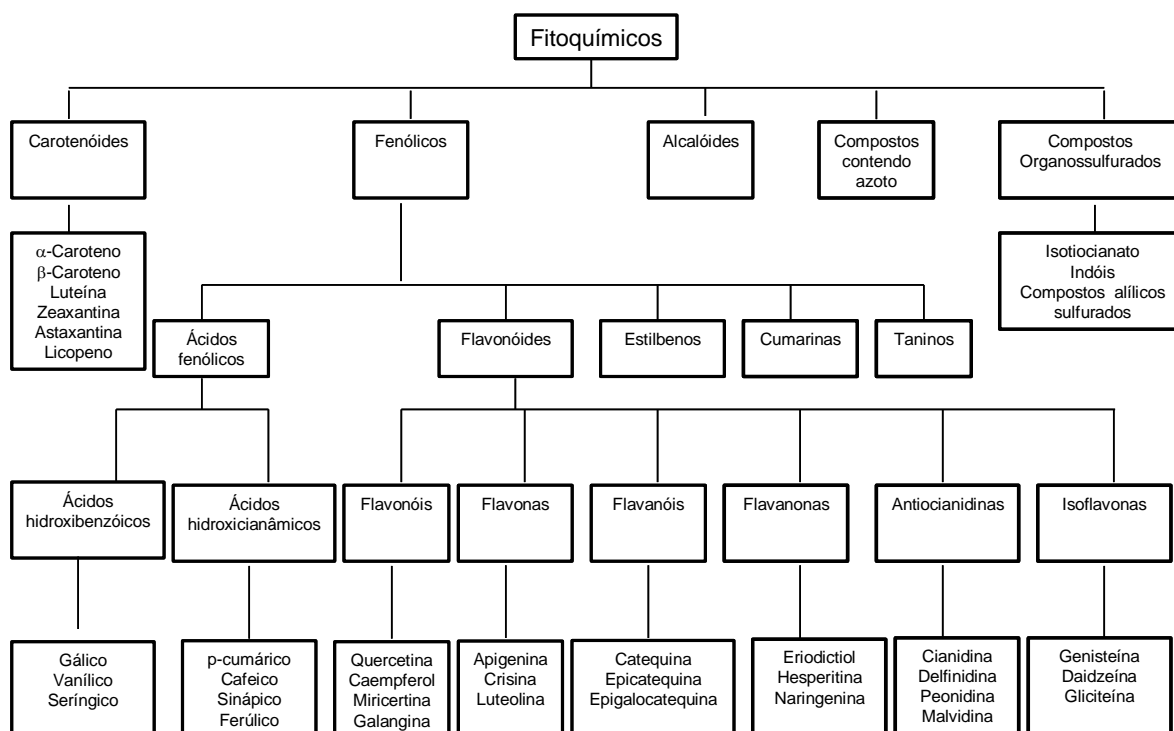 Fitoquímicos
Carotenóides
Fenólicos
Alcalóides
Compostos
contendo
azoto
Compostos
Organossulfurados
α-Caroteno
β-Caroteno
Luteína
Zeaxantina
Astaxantina
Licopeno
Isotiocianato
Indóis
Compostos alílicos
sulfurados
Ácidos
fenólicos
Flavonóides
Estilbenos
Cumarinas
Taninos
Ácidos
hidroxibenzóicos
Ácidos
hidroxicianâmicos
Flavonóis
Flavonas
Flavanóis
Flavanonas
Antiocianidinas
Isoflavonas
Gálico
Vanílico
Seríngico
p-cumárico
Cafeico
Sinápico
Ferúlico
Quercetina
Caempferol
Miricertina
Galangina
Apigenina
Crisina
Luteolina
Catequina
Epicatequina
Epigalocatequina
Eriodictiol
Hesperitina
Naringenina
Cianidina
Delfinidina
Peonidina
Malvidina
Genisteína
Daidzeína
Gliciteína